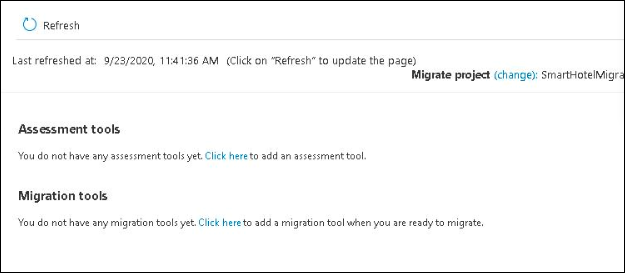 Refresh
Last refreshed at: 9/23/2020, 11:41:36 AM (Click on "Refresh" to update the page)
Migrate project (change): SmartHotelMigra
Assessment tools
You do not have any assessment tools yet. Click here to add an assessment tool.
Migration tools
You do not have any migration tools yet. Click here to add a migration tool when you are ready to migrate.